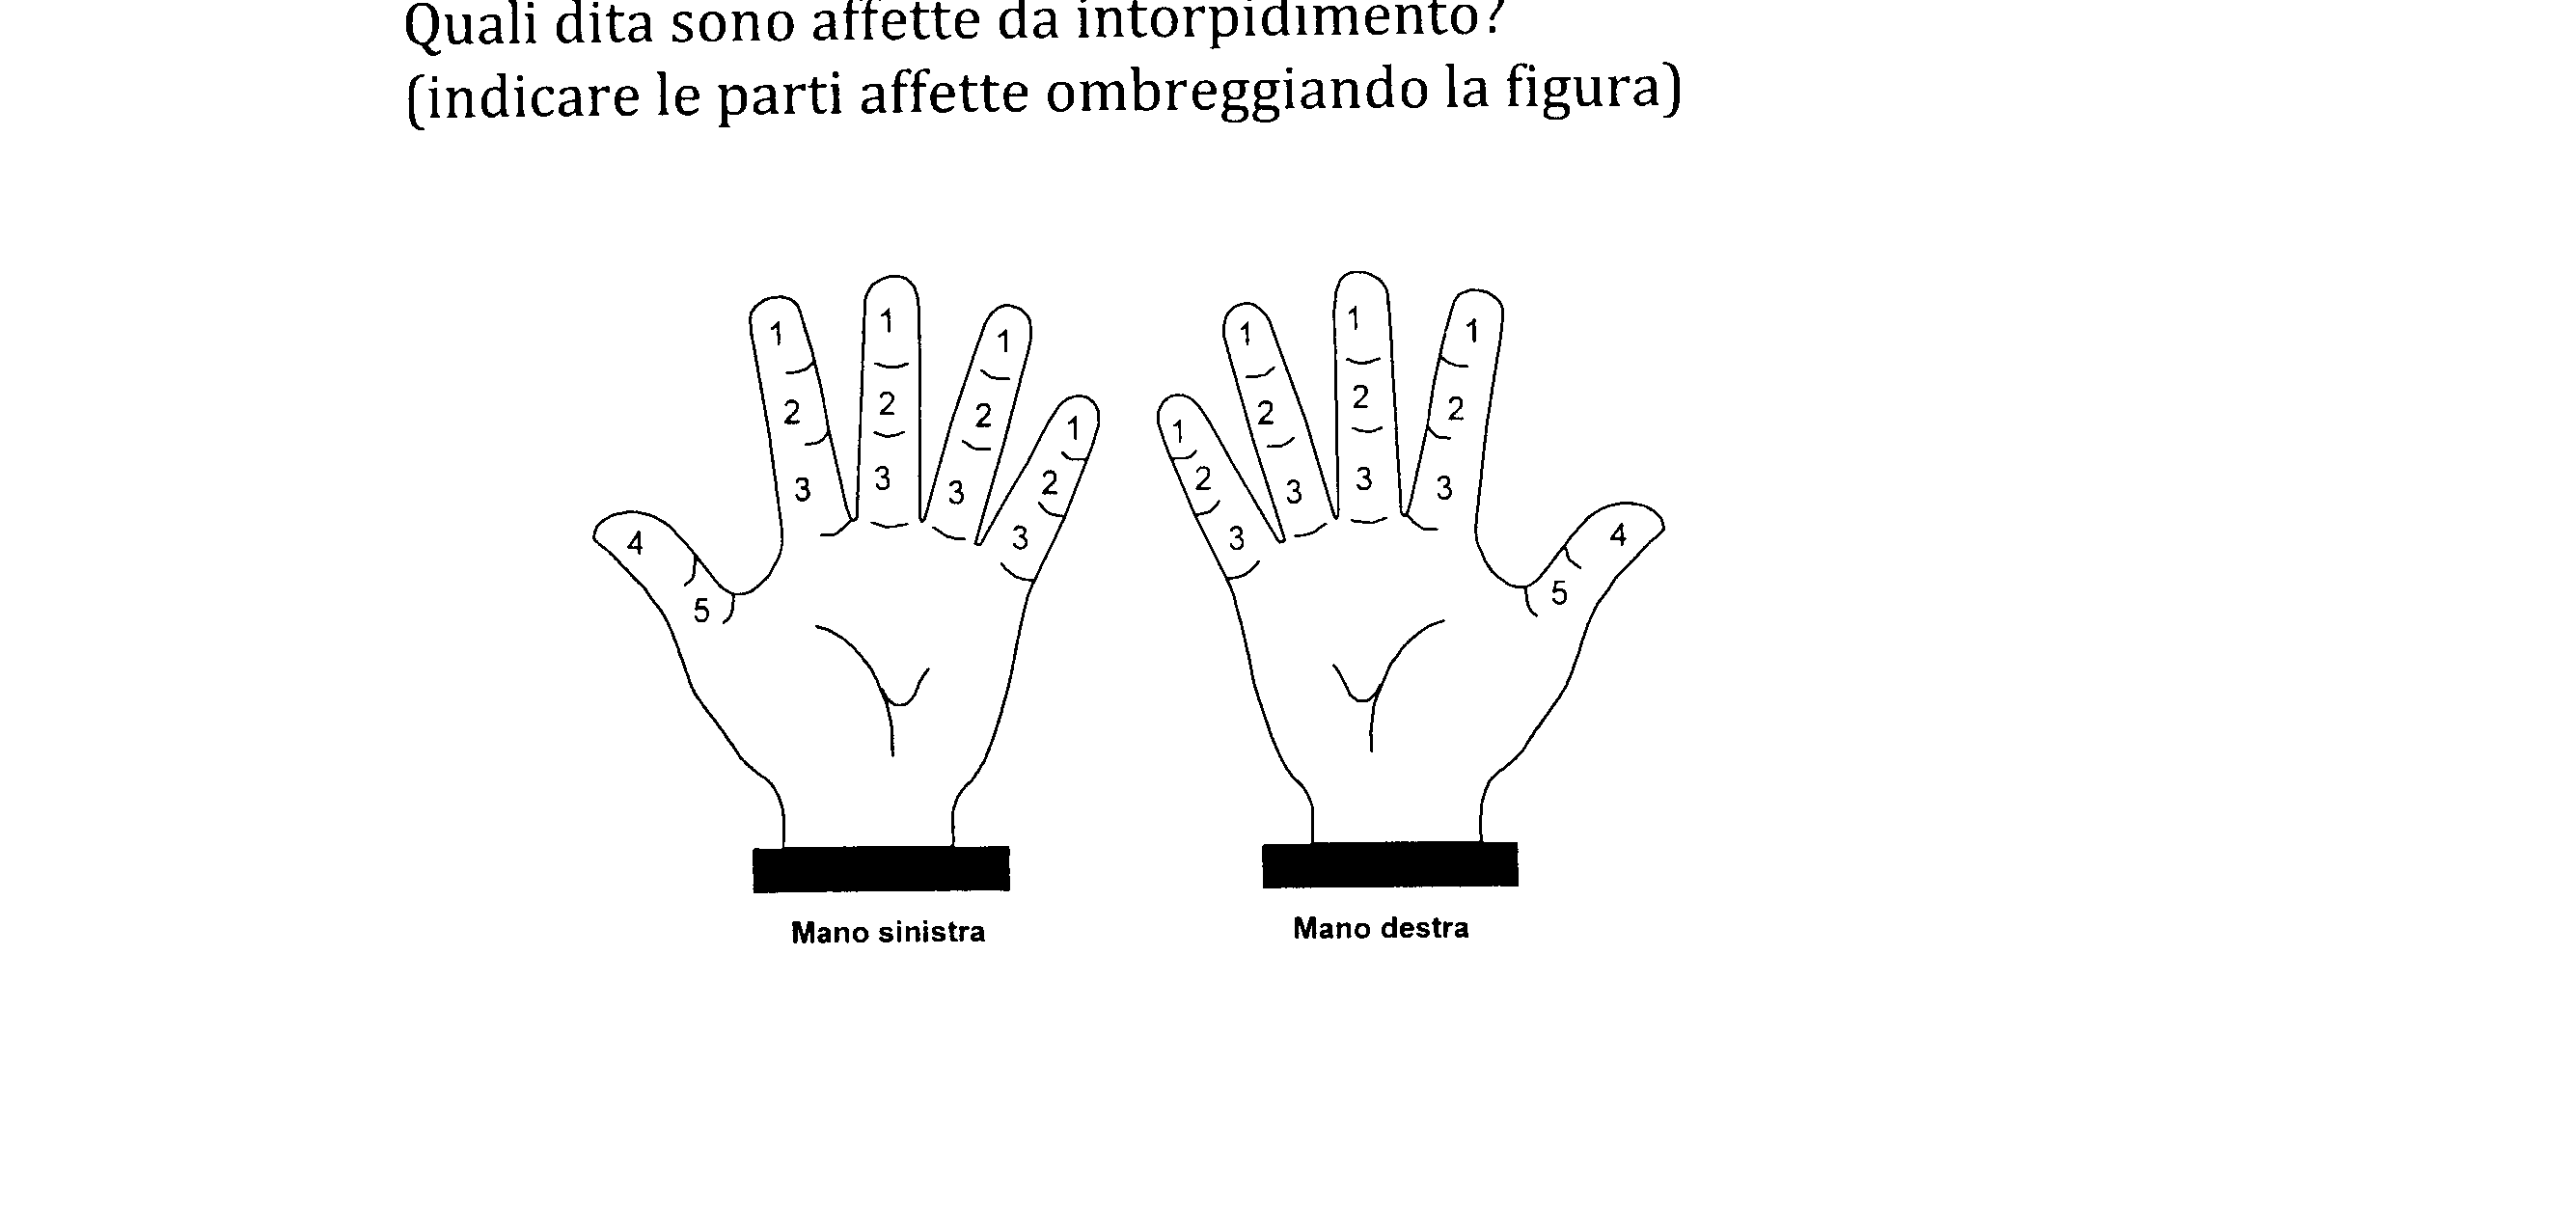 Quali dita sono affette da intorpidimento?
(indicare le parti affette ombreggiando la figura)
1 1 1 1
2 2 2 2
3 3 3 3
4
5
1 1 1 1
2 2 2 2
3 3 3 3
4
5
Mano sinistra
Mano destra